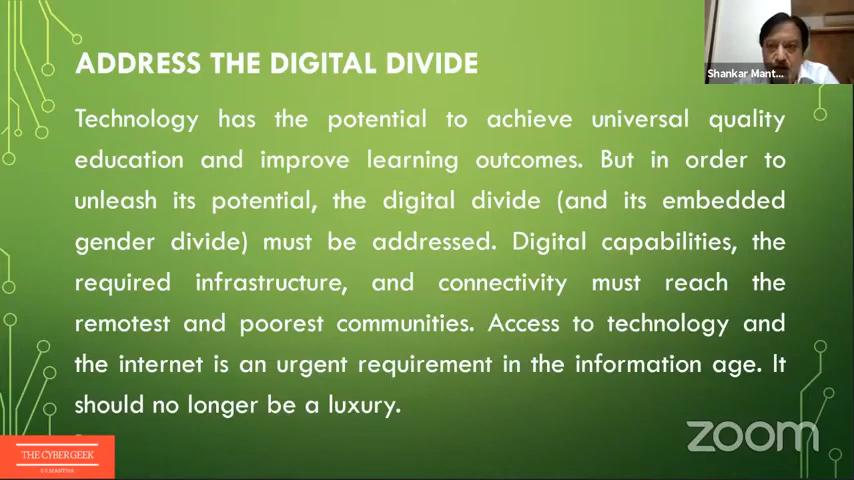 ADDRESS THE DIGITAL DIVIDE
Shankar Mant...
Technology has the potential to achieve universal quality
education and improve learning outcomes. But in order to
unleash its potential, the digital divide (and its embedded
gender divide) must be addressed. Digital capabilities, the
required infrastructure, and connectivity must reach the
remotest and poorest communities. Access to technology and
the internet is an urgent requirement in the information age. It
should no longer be a luxury.
zoom
THE CYBERGEEK
S S MANTHA